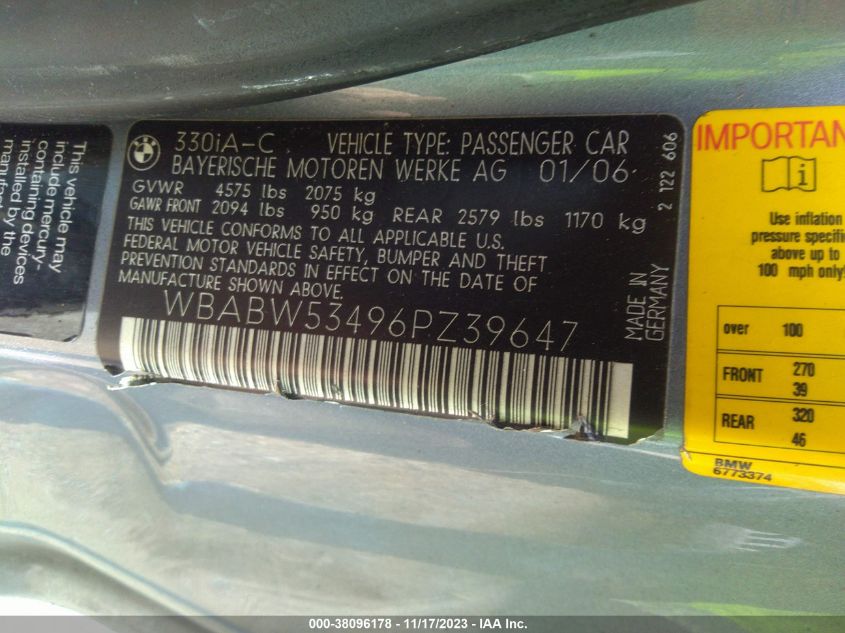 This vehicle may
include mercury-
containing
devices
manufact
the
330iA-C VEHICLE TYPE: PASSENGER CAR
BAYERISCHE MOTOREN WERKE AG 01/06
GVWR 4575 lbs 2075 kg
GAWR FRONT 2094 lbs 950 kg REAR 2579 lbs 1170 kg
THIS VEHICLE CONFORMS TO ALL APPLICABLE U.S.
FEDERAL MOTOR VEHICLE SAFETY, BUMPER AND THEFT
PREVENTION STANDARDS IN EFFECT ON THE DATE OF
MANUFACTURE SHOWN ABOVE.
WBABW53496PZ39647
MADE IN
GERMANY
2 122 606
IMPORTAN
i
Use inflation
pressure specifi
above up to
100 mph only!
over 100
FRONT 270
39
REAR 320
46
BMW
6773374
000-38096178 - 11/17/2023 - IAA Inc.